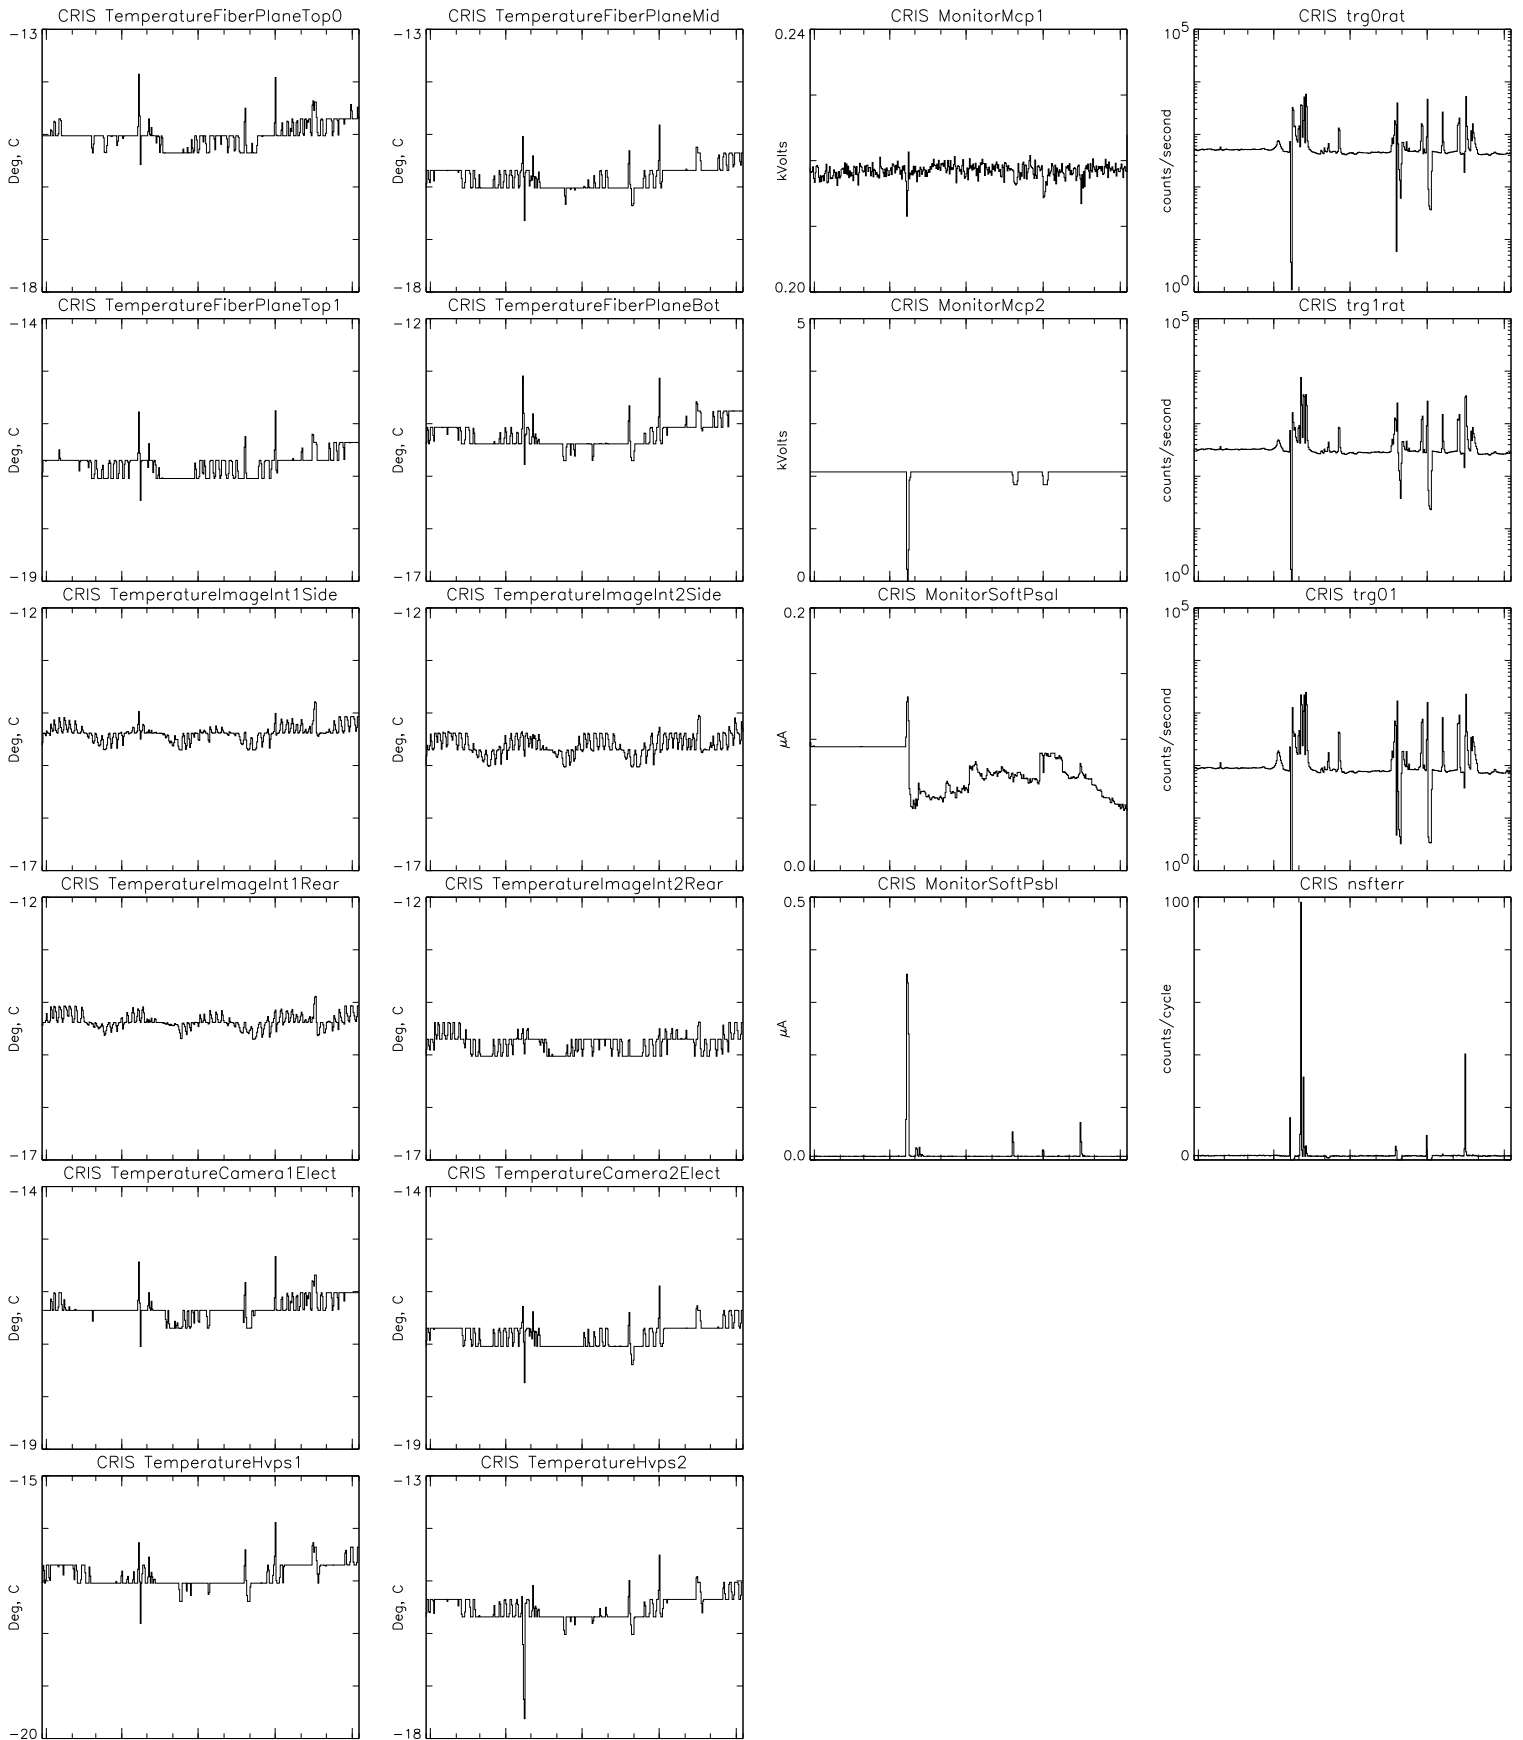 CRIS TemperatureFiberPlaneTop0
-13
Deg, C
-18
CRIS TemperatureFiberPlaneMid
-13
Deg, C
-18
CRIS MonitorMcp1
0.24
kVolts
0.20
CRIS trg0rat
10^5
counts/second
10^0
CRIS TemperatureFiberPlaneTop1
-14
Deg, C
-19
CRIS TemperatureFiberPlaneBot
-12
Deg, C
-17
CRIS MonitorMcp2
5
kVolts
0
CRIS trg1rat
10^5
counts/second
10^0
CRIS TemperatureImageInt1Side
-12
Deg, C
-17
CRIS TemperatureImageInt2Side
-12
Deg, C
-17
CRIS MonitorSoftPsaI
0.2
μA
0.0
CRIS trg01
10^5
counts/second
10^0
CRIS TemperatureImageInt1Rear
-12
Deg, C
-17
CRIS TemperatureImageInt2Rear
-12
Deg, C
-17
CRIS MonitorSoftPsbI
0.5
μA
0.0
CRIS nsfterr
100
counts/cycle
0
CRIS TemperatureCamera1Elect
-14
Deg, C
-19
CRIS TemperatureCamera2Elect
-14
Deg, C
-19
CRIS TemperatureHvps1
-15
Deg, C
-20
CRIS TemperatureHvps2
-13
Deg, C
-18